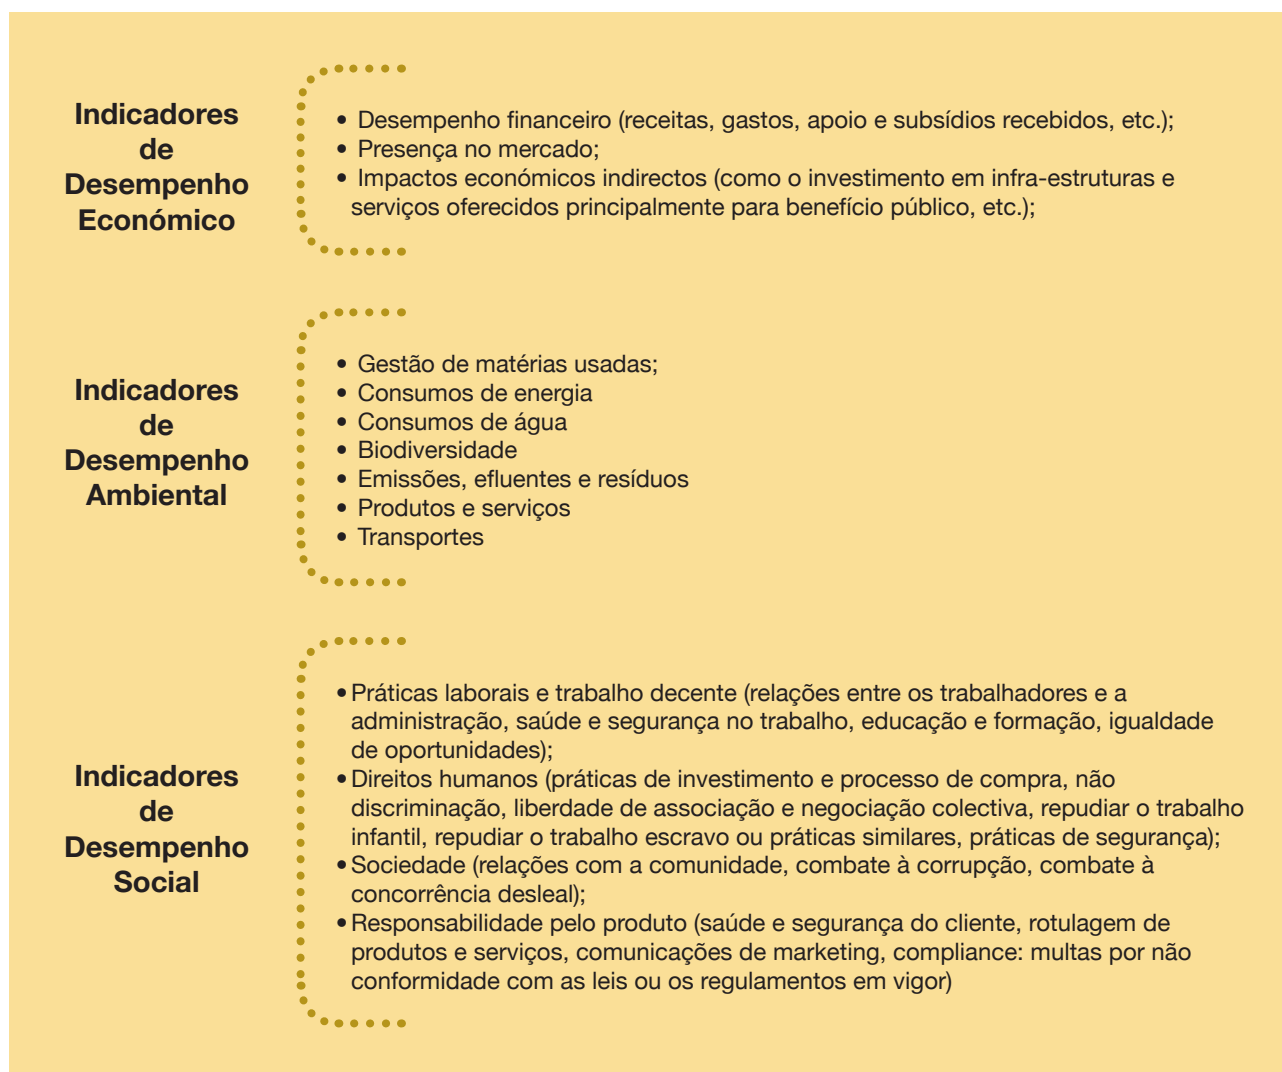 Indicadores
de
Desempenho
Económico
• Desempenho financeiro (receitas, gastos, apoio e subsídios recebidos, etc.);
• Presença no mercado;
• Impactos económicos indirectos (como o investimento em infra-estruturas e
serviços oferecidos principalmente para benefício público, etc.);
Indicadores
de
Desempenho
Ambiental
• Gestão de matérias usadas;
• Consumos de energia
• Consumos de água
• Biodiversidade
• Emissões, efluentes e resíduos
• Produtos e serviços
• Transportes
Indicadores
de
Desempenho
Social
• Práticas laborais e trabalho decente (relações entre os trabalhadores e a
administração, saúde e segurança no trabalho, educação e formação, igualdade
de oportunidades);
• Direitos humanos (práticas de investimento e processo de compra, não
discriminação, liberdade de associação e negociação colectiva, repudiar o trabalho
infantil, repudiar o trabalho escravo ou práticas similares, práticas de segurança);
• Sociedade (relações com a comunidade, combate à corrupção, combate à
concorrência desleal);
• Responsabilidade pelo produto (saúde e segurança do cliente, rotulagem de
produtos e serviços, comunicações de marketing, compliance: multas por não
conformidade com as leis ou os regulamentos em vigor)